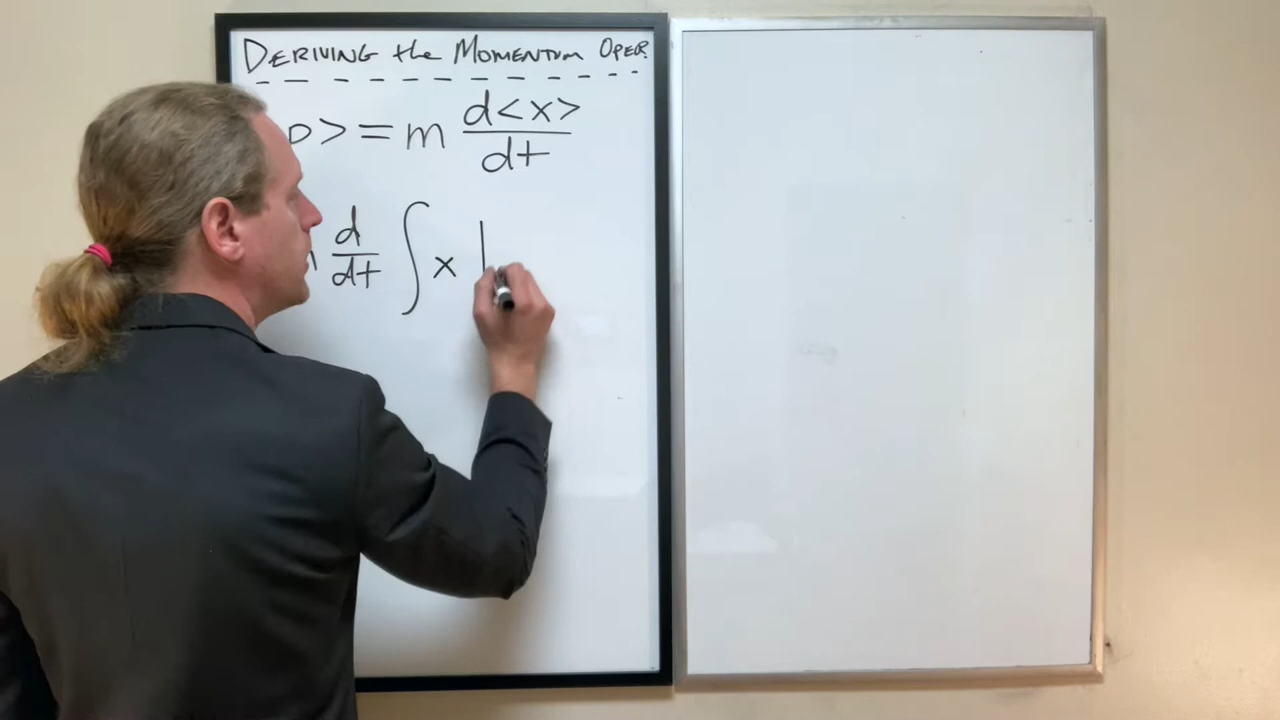 DERIVING the MOMENTUM OPER.
p> = m d<x>/dt
d/dt ∫ x |